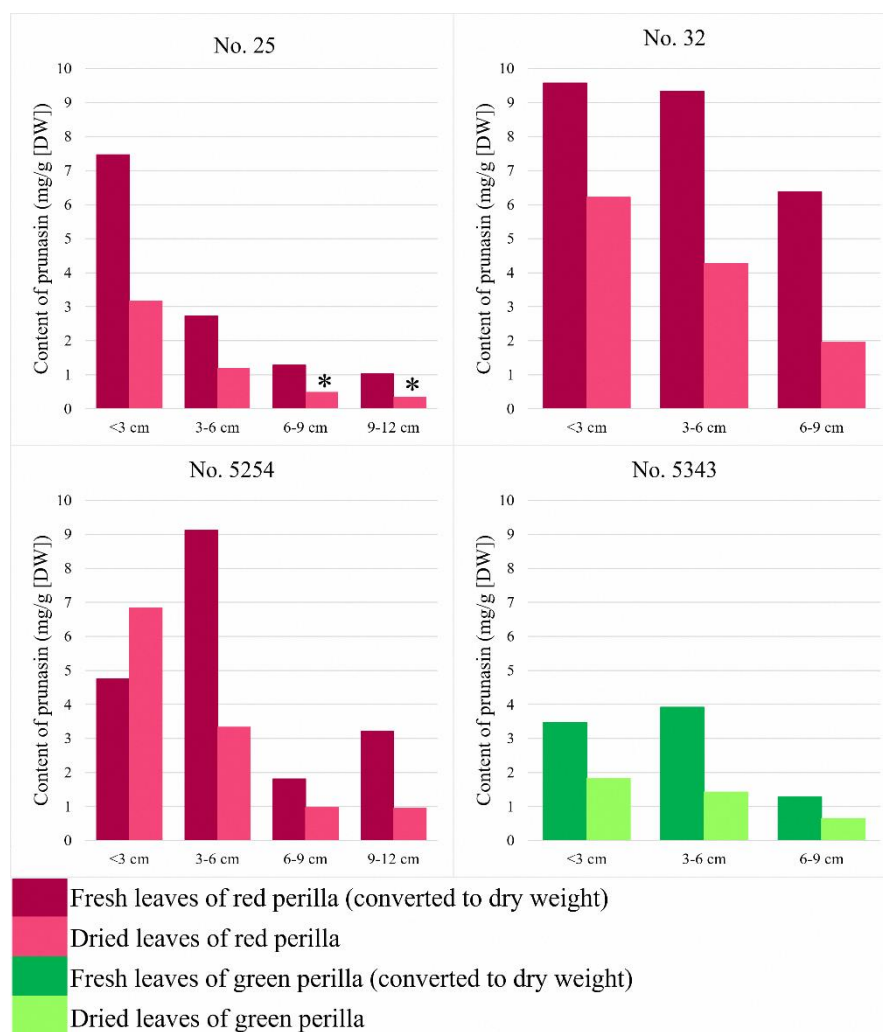 No. 25
Content of prunasin (mg/g [DW])
10
9
8
7
6
5
4
3
2
1
0
* *
<3 cm 3-6 cm 6-9 cm 9-12 cm
No. 32
Content of prunasin (mg/g [DW])
10
9
8
7
6
5
4
3
2
1
0
<3 cm 3-6 cm 6-9 cm
No. 5254
Content of prunasin (mg/g [DW])
10
9
8
7
6
5
4
3
2
1
0
<3 cm 3-6 cm 6-9 cm 9-12 cm
No. 5343
Content of prunasin (mg/g [DW])
10
9
8
7
6
5
4
3
2
1
0
<3 cm 3-6 cm 6-9 cm
Fresh leaves of red perilla (converted to dry weight)
Dried leaves of red perilla
Fresh leaves of green perilla (converted to dry weight)
Dried leaves of green perilla